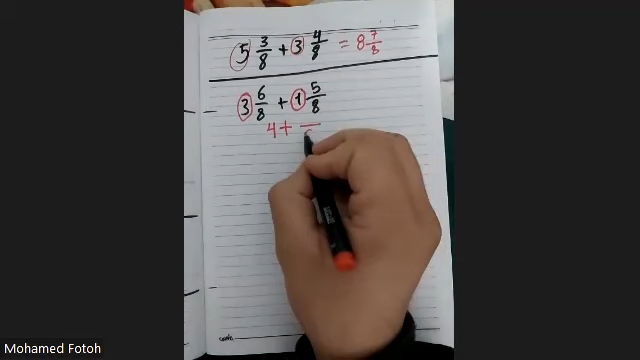 5 3/8 + 3 4/8 = 8 7/8
3 6/8 + 1 5/8
4 +
Mohamed Fotoh